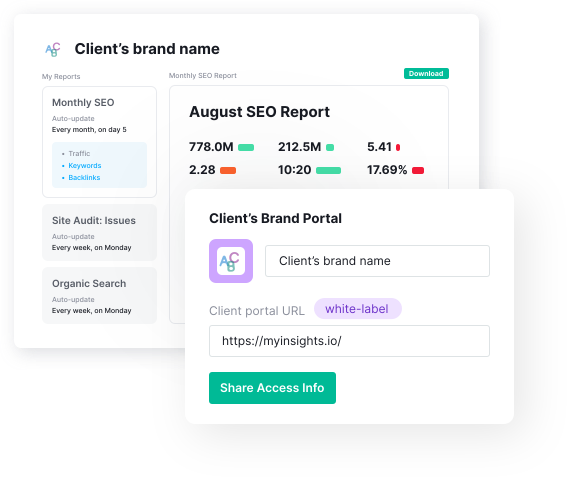 ABC
Client's brand name
My Reports
Monthly SEO
Auto-update
Every month, on day 5
• Traffic
• Keywords
• Backlinks
Site Audit: Issues
Auto-update
Every week, on Monday
Organic Search
Auto-update
Every week, on Monday
Monthly SEO Report
Download
August SEO Report
778.0M 212.5M 5.41
2.28 10:20 17.69%
Client's Brand Portal
ABC
Client's brand name
Client portal URL white-label
https://myinsights.io/
Share Access Info